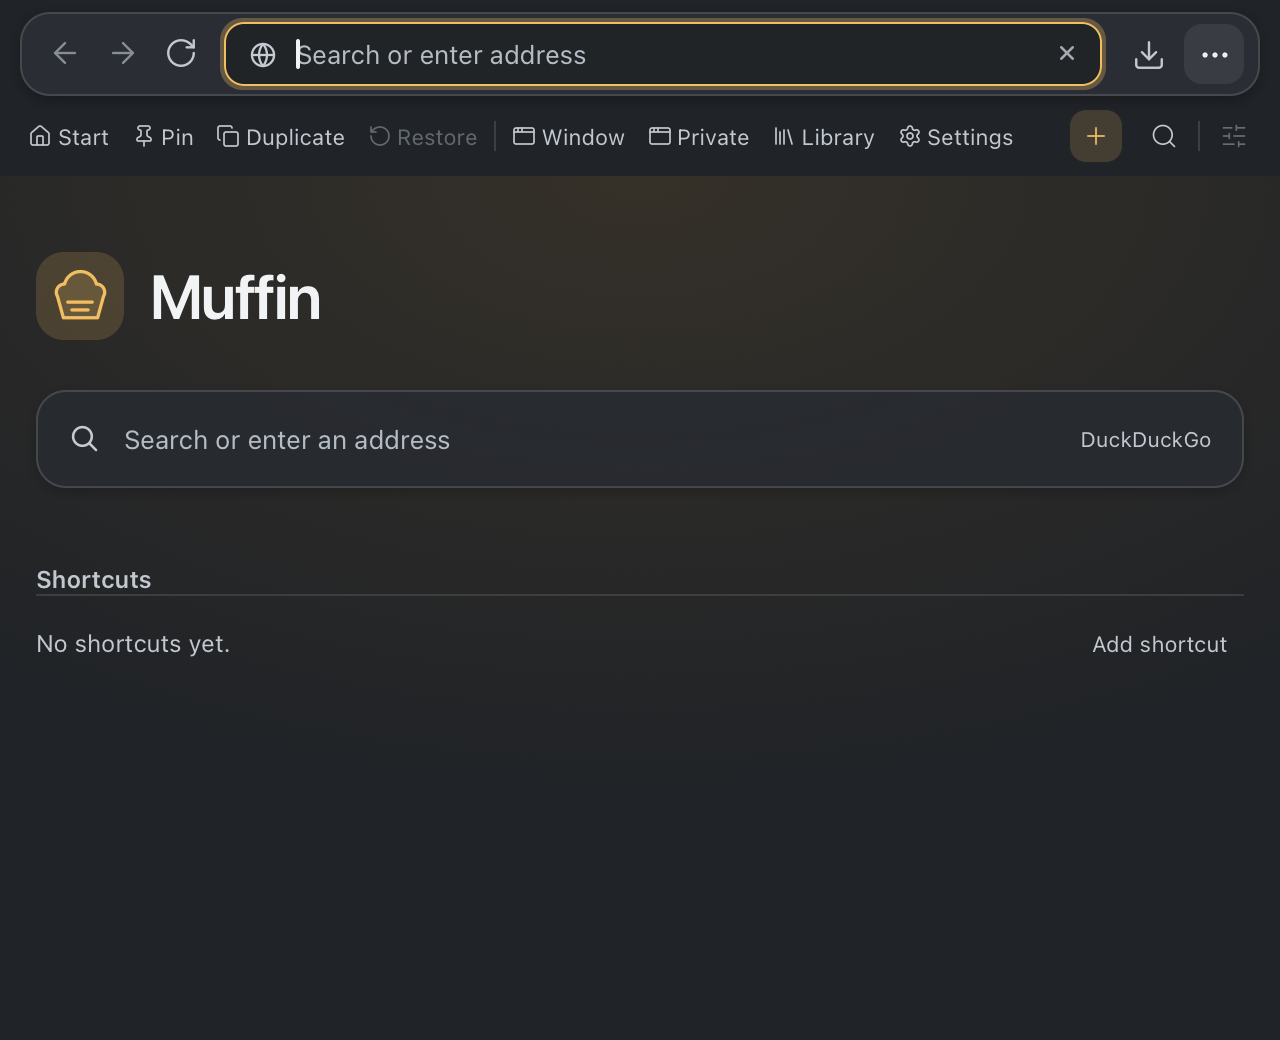 Search or enter address
Start Pin Duplicate Restore Window Private Library Settings
Muffin
Search or enter an address DuckDuckGo
Shortcuts
No shortcuts yet. Add shortcut